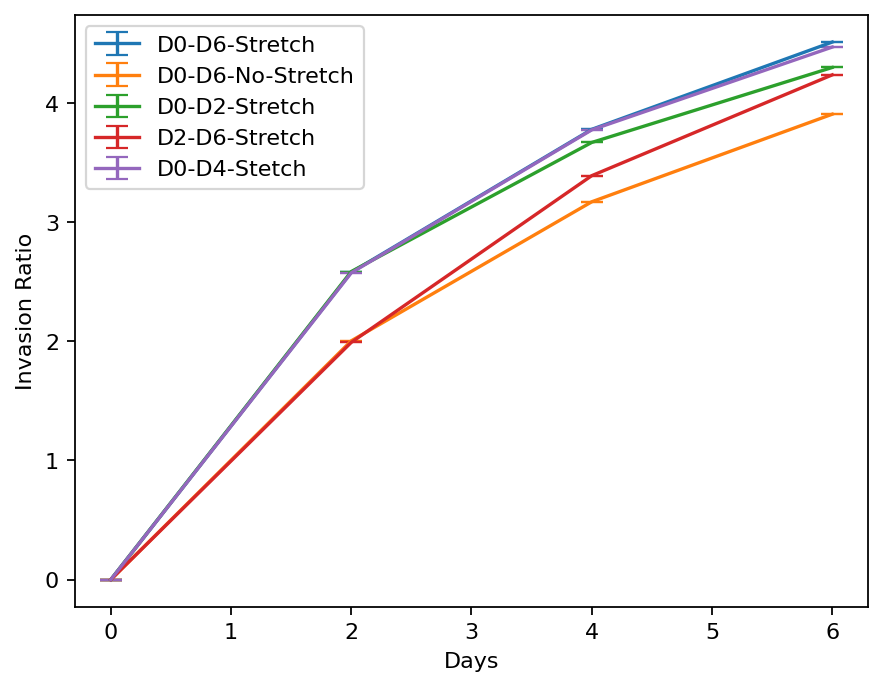 D0-D6-Stretch
D0-D6-No-Stretch
D0-D2-Stretch
D2-D6-Stretch
D0-D4-Stetch
4
3
2
1
0
Invasion Ratio
0 1 2 3 4 5 6
Days